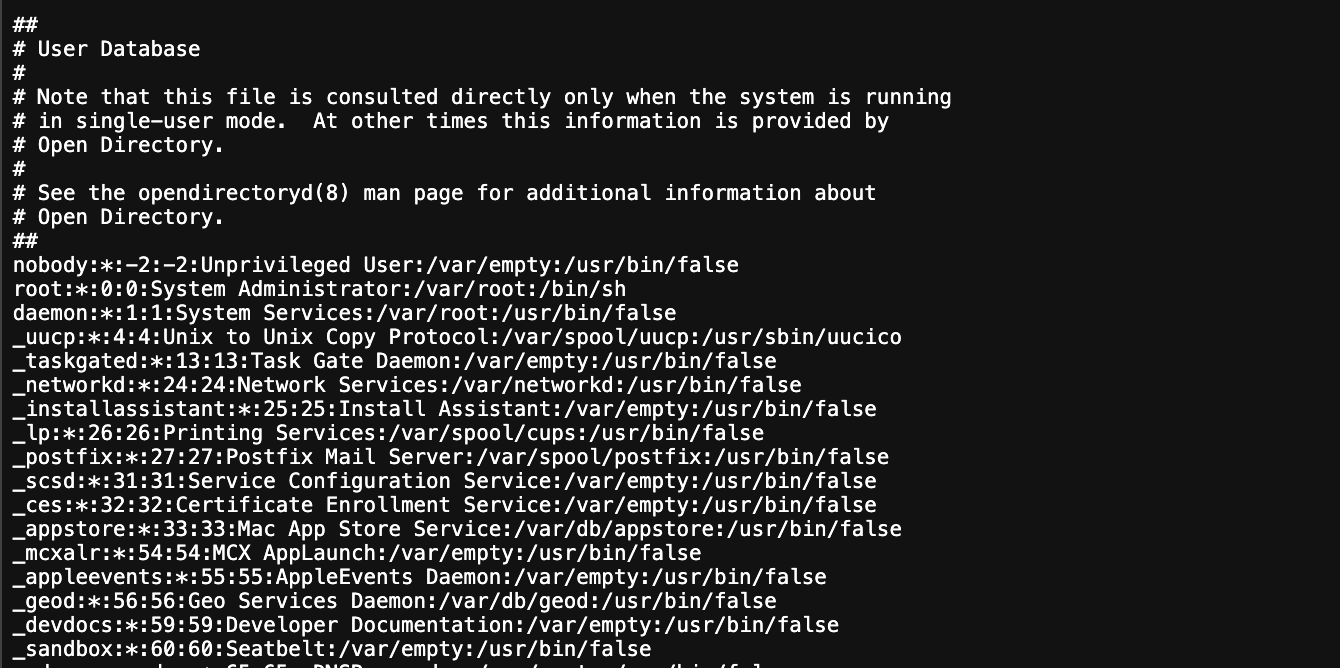 ##
# User Database
#
# Note that this file is consulted directly only when the system is running
# in single-user mode.  At other times this information is provided by
# Open Directory.
#
# See the opendirectoryd(8) man page for additional information about
# Open Directory.
##
nobody:*:-2:-2:Unprivileged User:/var/empty:/usr/bin/false
root:*:0:0:System Administrator:/var/root:/bin/sh
daemon:*:1:1:System Services:/var/root:/usr/bin/false
_uucp:*:4:4:Unix to Unix Copy Protocol:/var/spool/uucp:/usr/sbin/uucico
_taskgated:*:13:13:Task Gate Daemon:/var/empty:/usr/bin/false
_networkd:*:24:24:Network Services:/var/networkd:/usr/bin/false
_installassistant:*:25:25:Install Assistant:/var/empty:/usr/bin/false
_lp:*:26:26:Printing Services:/var/spool/cups:/usr/bin/false
_postfix:*:27:27:Postfix Mail Server:/var/spool/postfix:/usr/bin/false
_scsd:*:31:31:Service Configuration Service:/var/empty:/usr/bin/false
_ces:*:32:32:Certificate Enrollment Service:/var/empty:/usr/bin/false
_appstore:*:33:33:Mac App Store Service:/var/db/appstore:/usr/bin/false
_mcxalr:*:54:54:MCX AppLaunch:/var/empty:/usr/bin/false
_appleevents:*:55:55:AppleEvents Daemon:/var/empty:/usr/bin/false
_geod:*:56:56:Geo Services Daemon:/var/db/geod:/usr/bin/false
_devdocs:*:59:59:Developer Documentation:/var/empty:/usr/bin/false
_sandbox:*:60:60:Seatbelt:/var/empty:/usr/bin/false